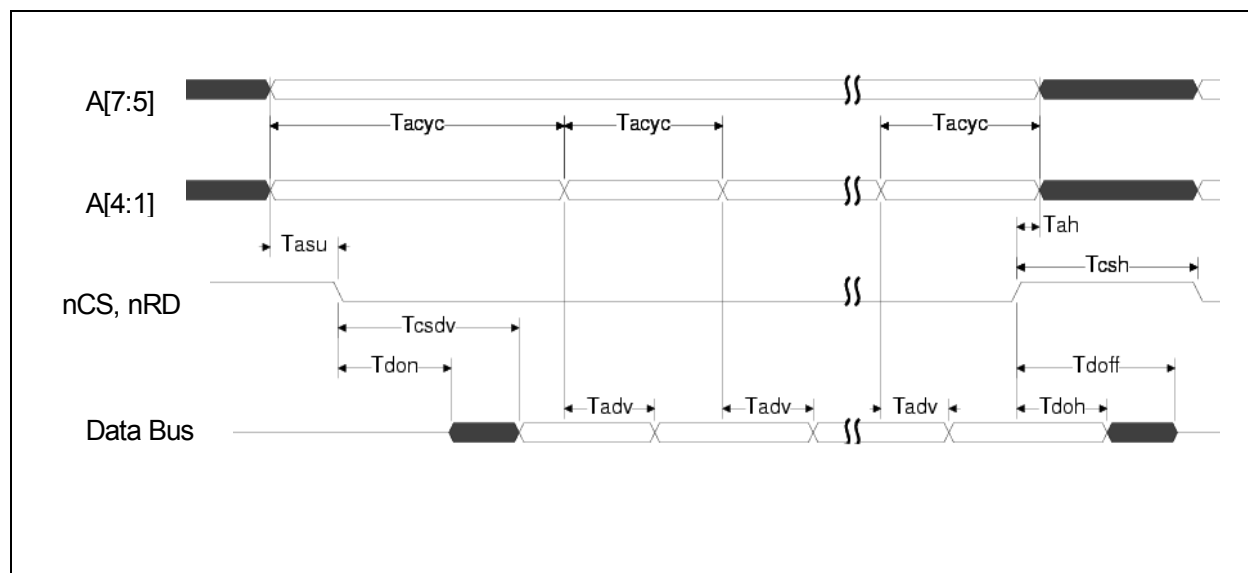 A[7:5]
Tacyc Tacyc Tacyc
A[4:1]
Tasu Tah
Tcsh
nCS, nRD
Tcsdv
Tdon Tdoff
Tadv Tadv Tadv Tdoh
Data Bus